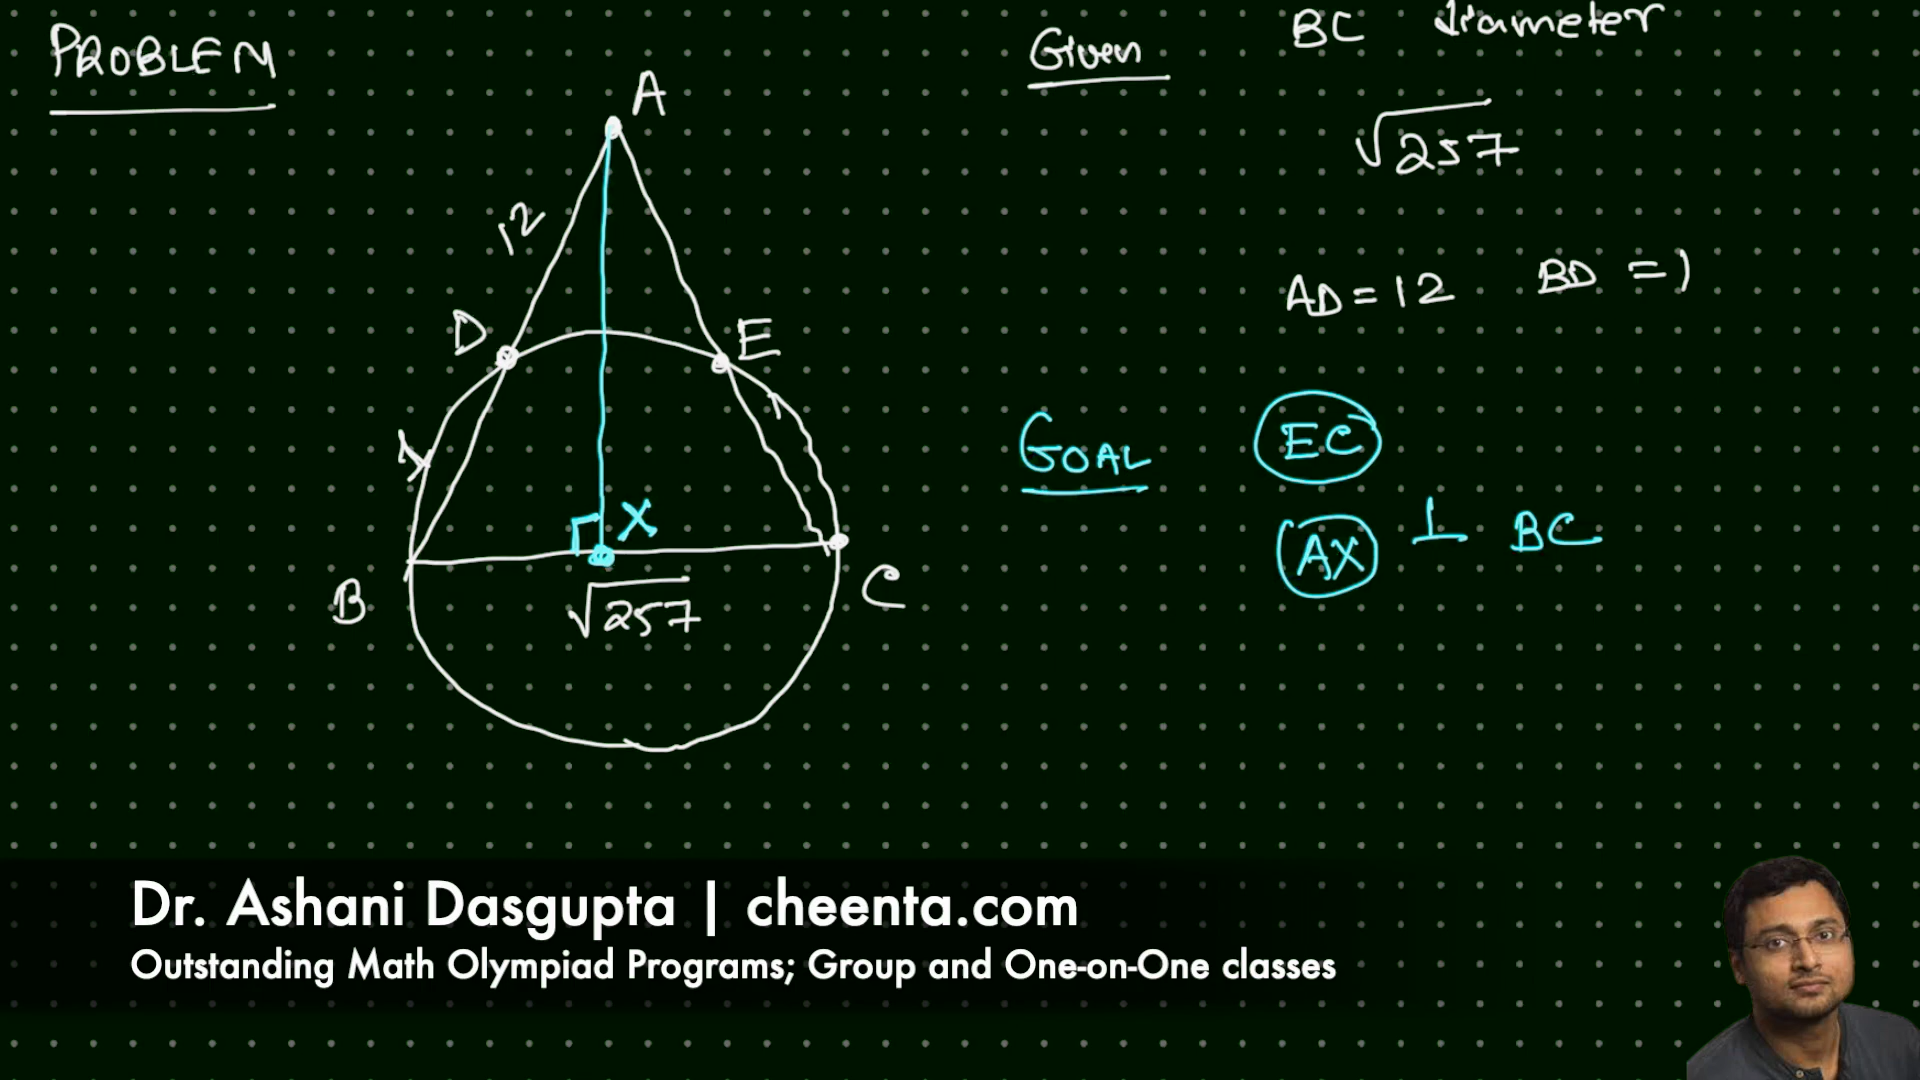 PROBLEM
A
12
D
E
1
X
B
√257
C
Given
BC diameter
√257
AD = 12 BD = 1
GOAL
EC
AX ⊥ BC
Dr. Ashani Dasgupta | cheenta.com
Outstanding Math Olympiad Programs; Group and One-on-One classes